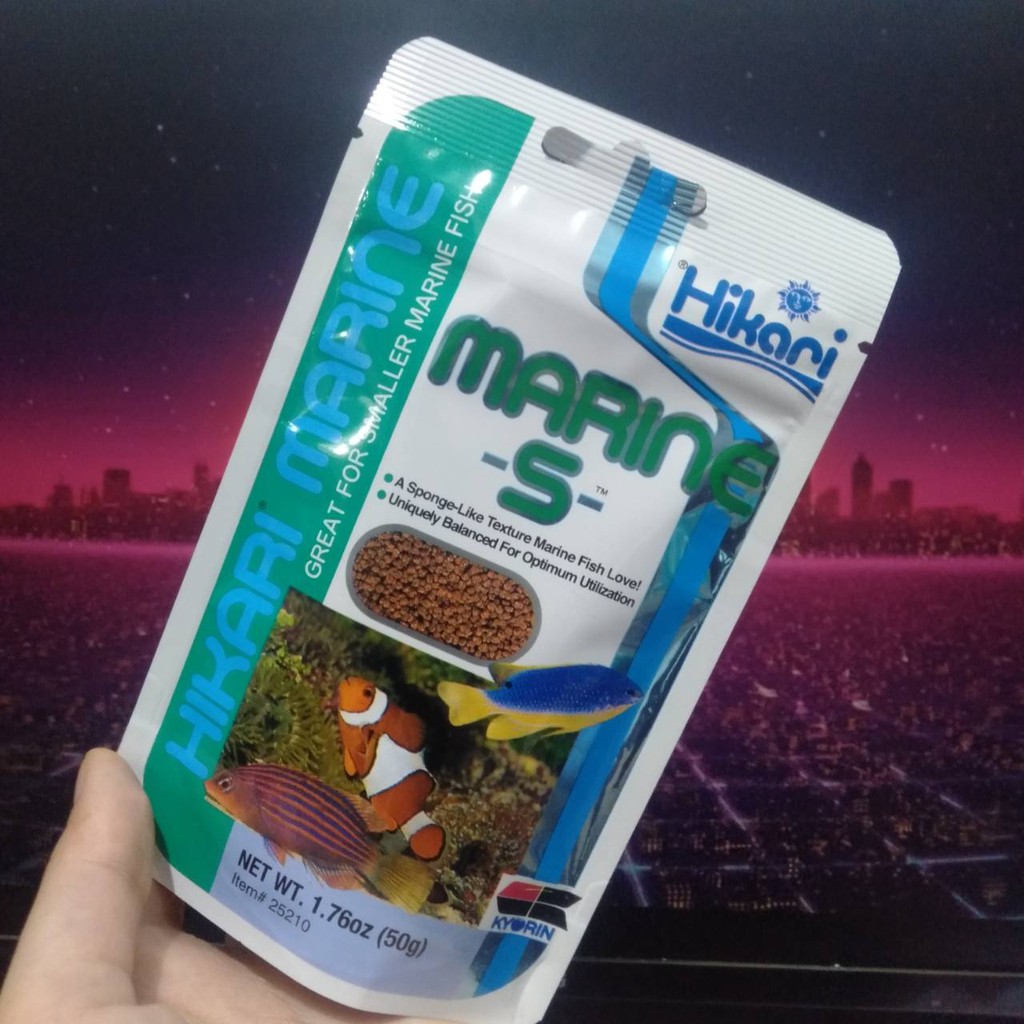 HIKARI® MARINE
GREAT FOR SMALLER MARINE FISH
®Hikari
MARINE
-S-™
• A Sponge-Like Texture Marine Fish Love!
• Uniquely Balanced For Optimum Utilization
NET WT. 1.76oz (50g)
Item# 25210
KYORIN